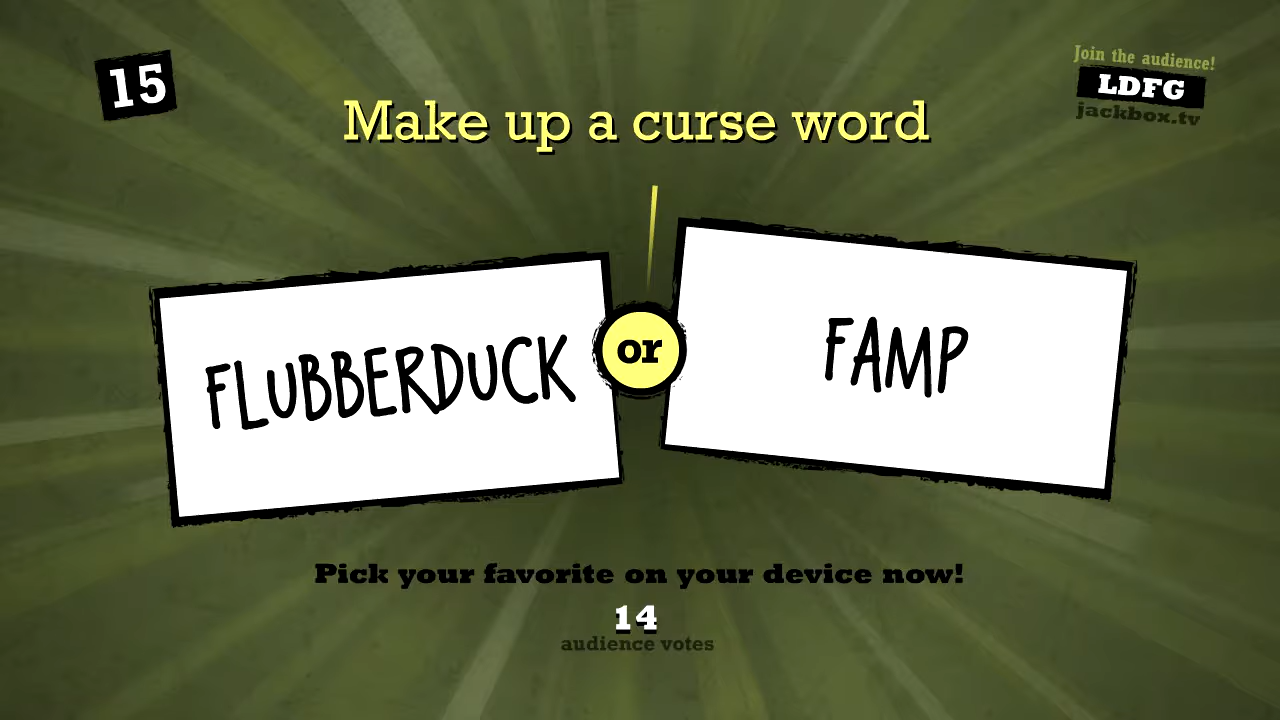 15
Join the audience!
LDFG
jackbox.tv
Make up a curse word
FLUBBERDUCK
or
FAMP
Pick your favorite on your device now!
14
audience votes